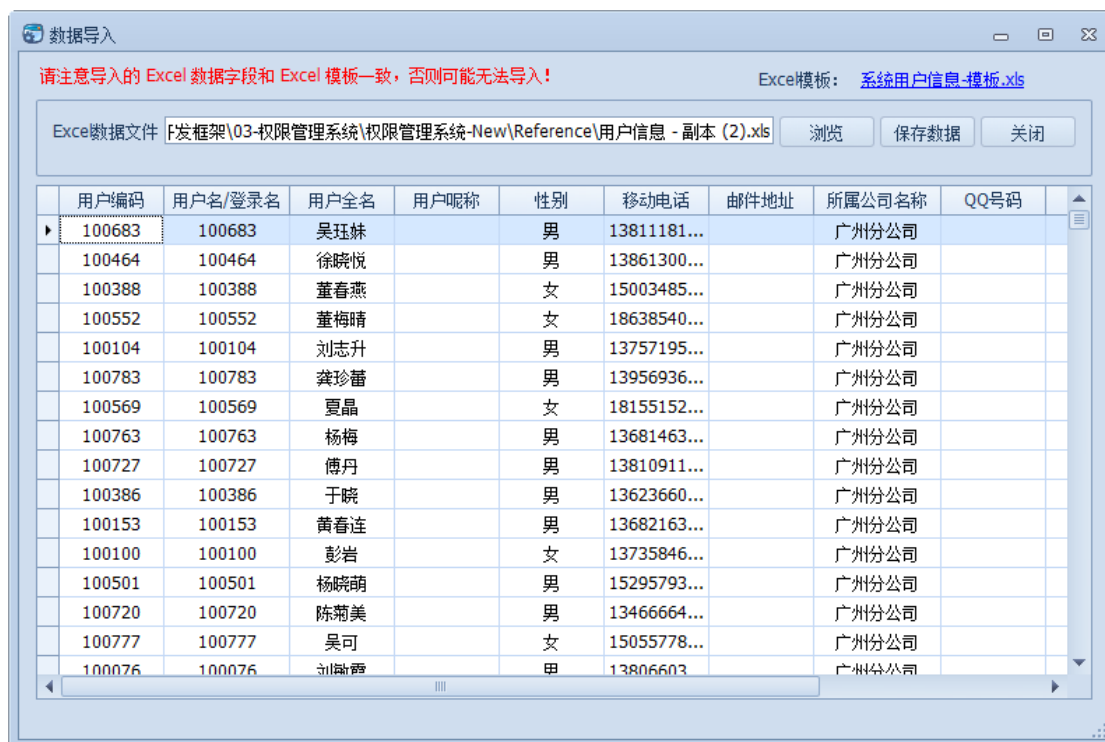 数据导入
请注意导入的 Excel 数据字段和 Excel 模板一致，否则可能无法导入！ Excel模板： 系统用户信息-模板.xls
Excel数据文件 发框架\03-权限管理系统\权限管理系统-New\Reference\用户信息 - 副本 (2).xls 浏览 保存数据 关闭
用户编码 用户名/登录名 用户全名 用户昵称 性别 移动电话 邮件地址 所属公司名称 QQ号码
100683 100683 吴珏妹 男 13811181... 广州分公司
100464 100464 徐晓悦 男 13861300... 广州分公司
100388 100388 董春燕 女 15003485... 广州分公司
100552 100552 董梅晴 女 18638540... 广州分公司
100104 100104 刘志升 男 13757195... 广州分公司
100783 100783 龚珍蕾 男 13956936... 广州分公司
100569 100569 夏晶 女 18155152... 广州分公司
100763 100763 杨梅 男 13681463... 广州分公司
100727 100727 傅丹 男 13810911... 广州分公司
100386 100386 于晓 男 13623660... 广州分公司
100153 100153 黄春连 男 13682163... 广州分公司
100100 100100 彭岩 女 13735846... 广州分公司
100501 100501 杨晓萌 男 15295793... 广州分公司
100720 100720 陈菊美 男 13466664... 广州分公司
100777 100777 吴可 女 15055778... 广州分公司
100076 100076 刘敏霞 男 13806603 广州分公司